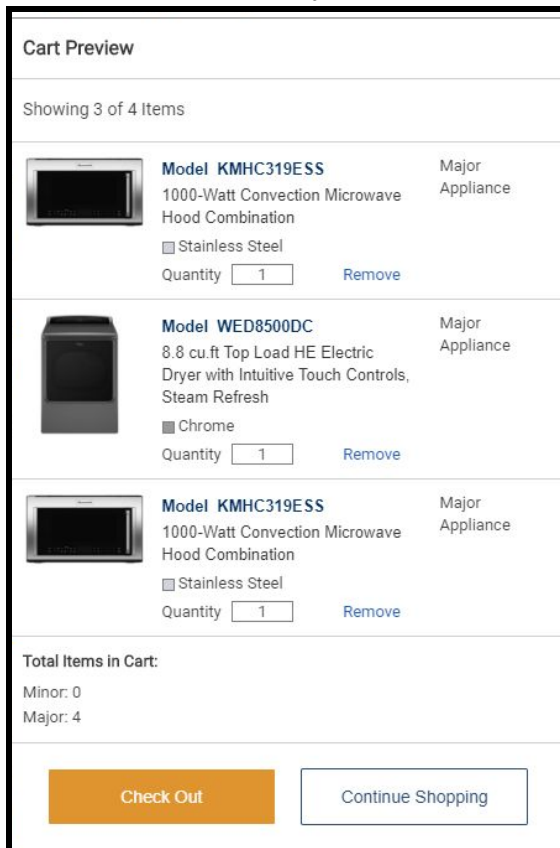 Cart Preview
Showing 3 of 4 Items
Model KMHC319ESS
Major
Appliance
1000-Watt Convection Microwave
Hood Combination
Stainless Steel
Quantity 1 Remove
Model WED8500DC
Major
Appliance
8.8 cu.ft Top Load HE Electric
Dryer with Intuitive Touch Controls,
Steam Refresh
Chrome
Quantity 1 Remove
Model KMHC319ESS
Major
Appliance
1000-Watt Convection Microwave
Hood Combination
Stainless Steel
Quantity 1 Remove
Total Items in Cart:
Minor: 0
Major: 4
Check Out
Continue Shopping